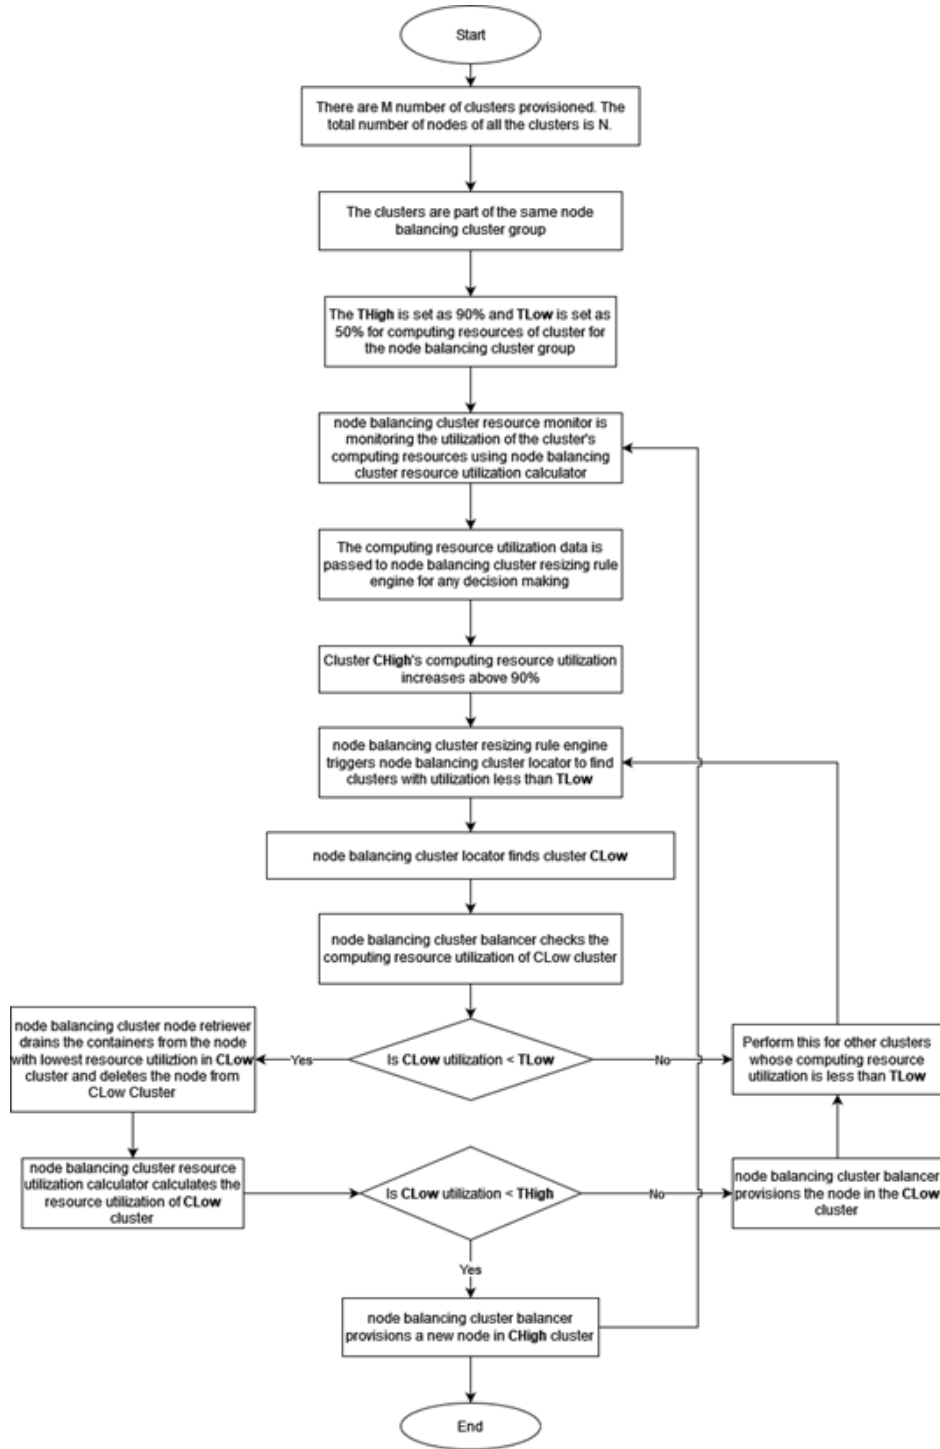 Start
There are M number of clusters provisioned. The
total number of nodes of all the clusters is N.
The clusters are part of the same node
balancing cluster group
The THigh is set as 90% and TLow is set as
50% for computing resources of cluster for
the node balancing cluster group
node balancing cluster resource monitor is
monitoring the utilization of the cluster's
computing resources using node balancing
cluster resource utilization calculator
The computing resource utilization data is
passed to node balancing cluster resizing rule
engine for any decision making
Cluster CHigh's computing resource utilization
increases above 90%
node balancing cluster resizing rule engine
triggers node balancing cluster locator to find
clusters with utilization less than TLow
node balancing cluster locator finds cluster CLow
node balancing cluster balancer checks the
computing resource utilization of CLow cluster
Is CLow utilization < TLow
Yes
No
node balancing cluster node retriever
drains the containers from the node
with lowest resource utiliztion in CLow
cluster and deletes the node from
CLow Cluster
Perform this for other clusters
whose computing resource
utilization is less than TLow
node balancing cluster resource
utilization calculator calculates the
resource utilization of CLow
cluster
Is CLow utilization < THigh
No
node balancing cluster balancer
provisions the node in the CLow
cluster
Yes
node balancing cluster balancer
provisions a new node in CHigh cluster
End